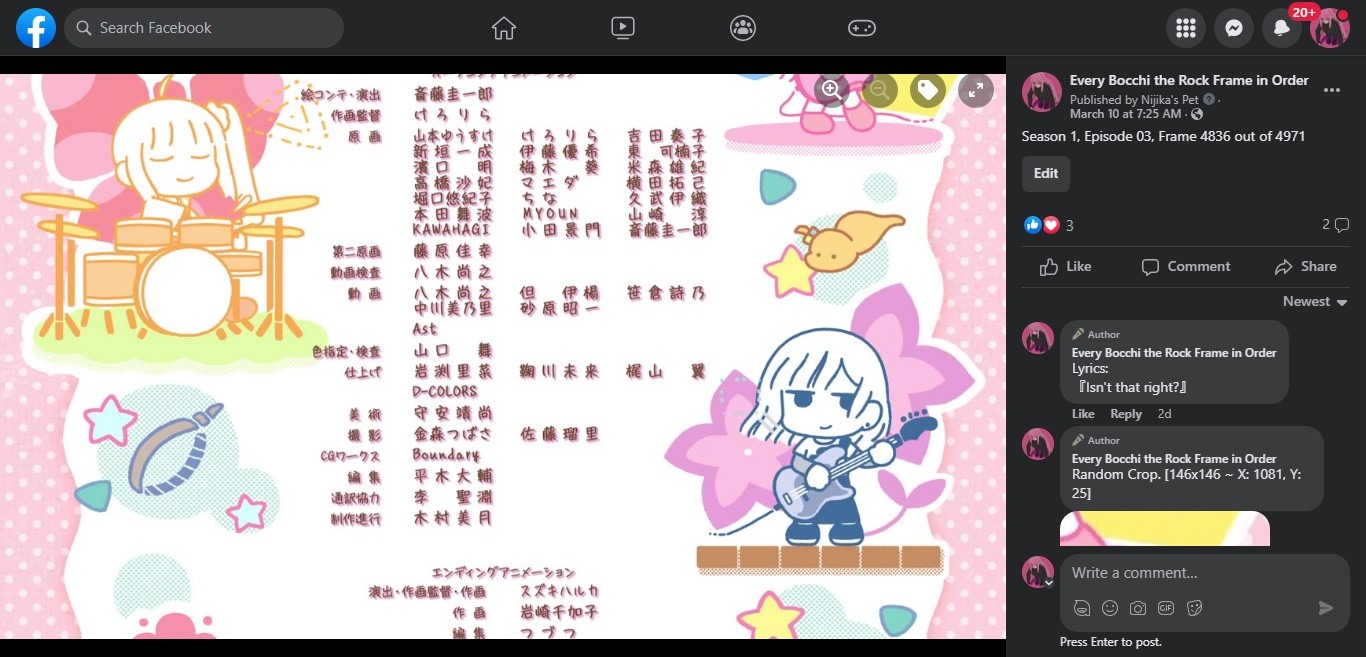 Search Facebook
20+
絵コンテ・演出 斎藤圭一郎
作画監督 けろりら
原画 山本ゆうすけ けろりら 吉田奏子
新垣一成 伊藤優希 東 可楠子
濱口 明 梅木 葵 米森雄紀
高橋沙妃 マエダ 横田拓己
堀口悠紀子 ちな 久武伊織
本田舞波 MYOUN 山崎 淳
KAWAHAGI 小田景門 斎藤圭一郎
第二原画 藤原佳幸
動画検査 八木尚之
動画 八木尚之 但 伊楊 笹倉詩乃
中川美乃里 砂原昭一
Ast
色指定・検査 山口 舞
仕上げ 岩渕里菜 鞠川未来 梶山 翼
D-COLORS
美術 守安靖尚
撮影 金森つばさ 佐藤瑠里
CGワークス Boundary
編集 平木大輔
通訳協力 李 聖淵
制作進行 木村美月
エンディングアニメーション
演出・作画監督・作画 スズキハルカ
作画 岩崎千加子
編集 つづつ
Every Bocchi the Rock Frame in Order
Published by Nijika's Pet ·
March 10 at 7:25 AM ·
Season 1, Episode 03, Frame 4836 out of 4971
Edit
3
2
Like Comment Share
Newest
Author
Every Bocchi the Rock Frame in Order
Lyrics:
『Isn't that right?』
Like Reply 2d
Author
Every Bocchi the Rock Frame in Order
Random Crop. [146x146 ~ X: 1081, Y:
25]
Write a comment...
GIF
Press Enter to post.